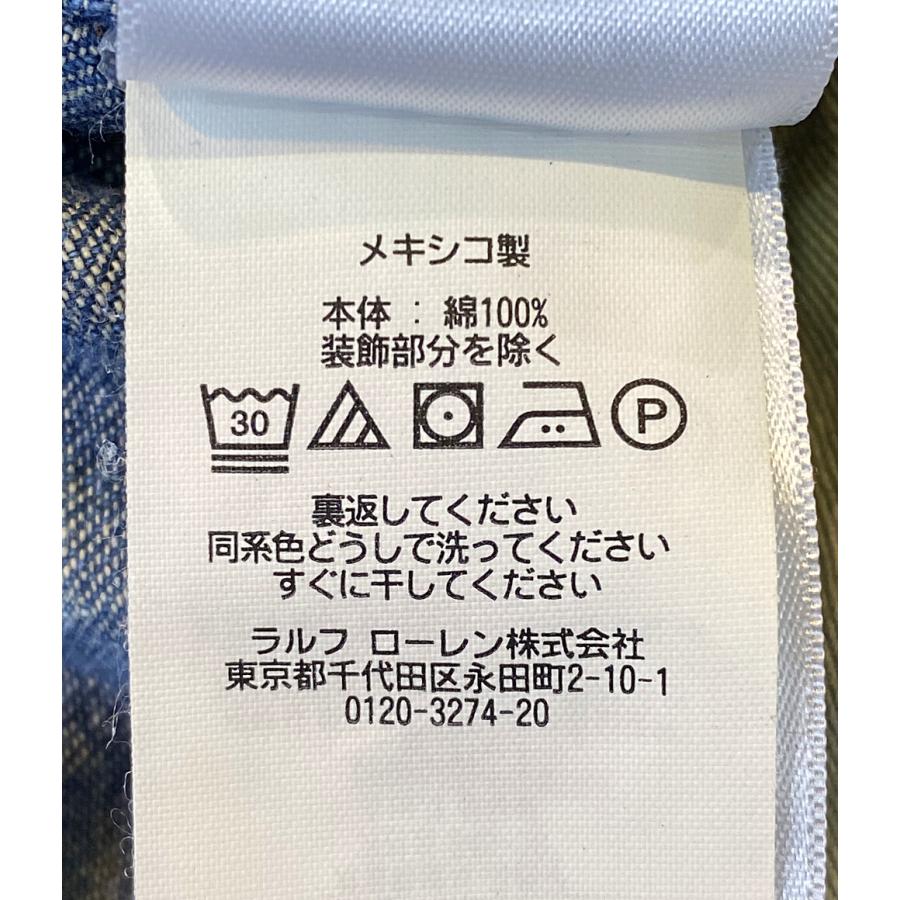 メキシコ製
本体 : 綿100%
装飾部分を除く
30 P
裏返してください
同系色どうしで洗ってください
すぐに干してください
ラルフ ローレン株式会社
東京都千代田区永田町2-10-1
0120-3274-20